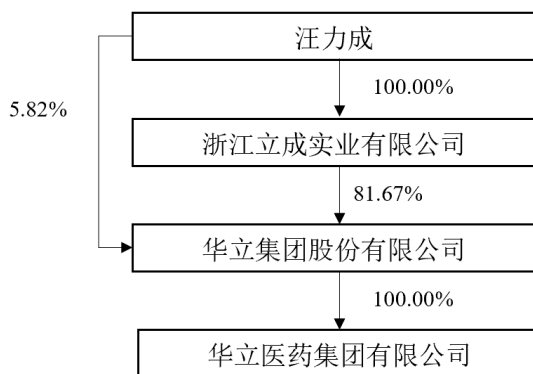 汪力成
100.00%
5.82%
浙江立成实业有限公司
81.67%
华立集团股份有限公司
100.00%
华立医药集团有限公司